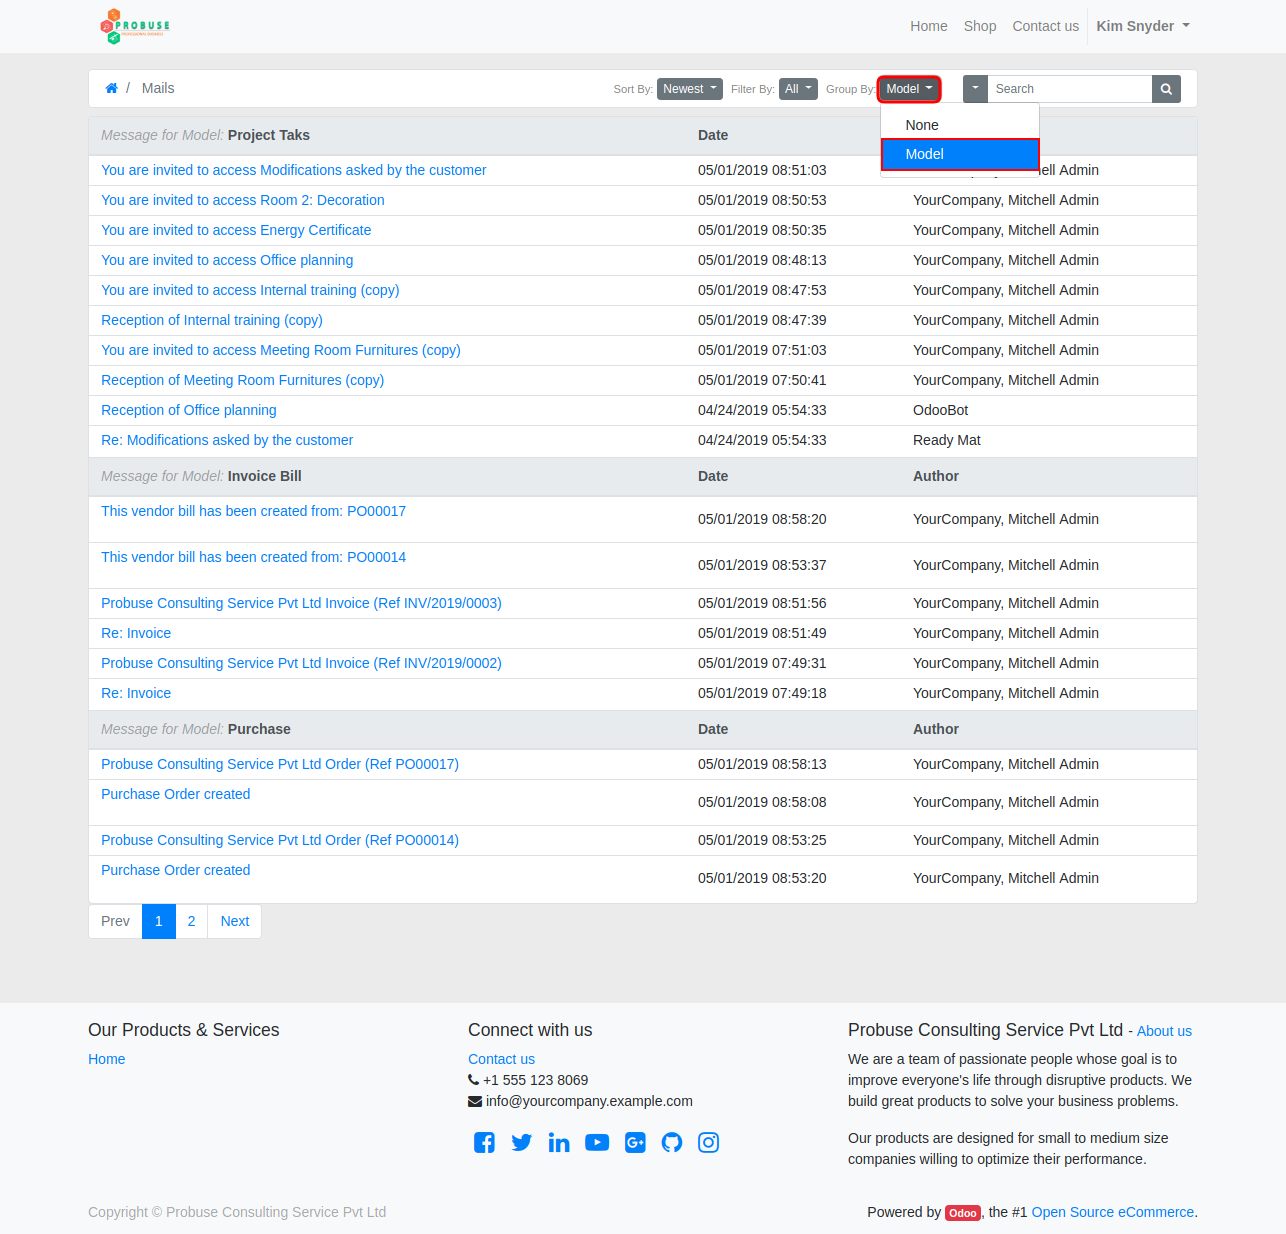 PROBUSE
Home Shop Contact us Kim Snyder
/ Mails Sort By: Newest Filter By: All Group By: Model Search
None
Model
Message for Model: Project Taks Date
You are invited to access Modifications asked by the customer 05/01/2019 08:51:03 Mitchell Admin
You are invited to access Room 2: Decoration 05/01/2019 08:50:53 YourCompany, Mitchell Admin
You are invited to access Energy Certificate 05/01/2019 08:50:35 YourCompany, Mitchell Admin
You are invited to access Office planning 05/01/2019 08:48:13 YourCompany, Mitchell Admin
You are invited to access Internal training (copy) 05/01/2019 08:47:53 YourCompany, Mitchell Admin
Reception of Internal training (copy) 05/01/2019 08:47:39 YourCompany, Mitchell Admin
You are invited to access Meeting Room Furnitures (copy) 05/01/2019 07:51:03 YourCompany, Mitchell Admin
Reception of Meeting Room Furnitures (copy) 05/01/2019 07:50:41 YourCompany, Mitchell Admin
Reception of Office planning 04/24/2019 05:54:33 OdooBot
Re: Modifications asked by the customer 04/24/2019 05:54:33 Ready Mat
Message for Model: Invoice Bill Date Author
This vendor bill has been created from: PO00017 05/01/2019 08:58:20 YourCompany, Mitchell Admin
This vendor bill has been created from: PO00014 05/01/2019 08:53:37 YourCompany, Mitchell Admin
Probuse Consulting Service Pvt Ltd Invoice (Ref INV/2019/0003) 05/01/2019 08:51:56 YourCompany, Mitchell Admin
Re: Invoice 05/01/2019 08:51:49 YourCompany, Mitchell Admin
Probuse Consulting Service Pvt Ltd Invoice (Ref INV/2019/0002) 05/01/2019 07:49:31 YourCompany, Mitchell Admin
Re: Invoice 05/01/2019 07:49:18 YourCompany, Mitchell Admin
Message for Model: Purchase Date Author
Probuse Consulting Service Pvt Ltd Order (Ref PO00017) 05/01/2019 08:58:13 YourCompany, Mitchell Admin
Purchase Order created 05/01/2019 08:58:08 YourCompany, Mitchell Admin
Probuse Consulting Service Pvt Ltd Order (Ref PO00014) 05/01/2019 08:53:25 YourCompany, Mitchell Admin
Purchase Order created 05/01/2019 08:53:20 YourCompany, Mitchell Admin
Prev 1 2 Next
Our Products & Services
Home
Connect with us
Contact us
+1 555 123 8069
info@yourcompany.example.com
Probuse Consulting Service Pvt Ltd - About us
We are a team of passionate people whose goal is to
improve everyone's life through disruptive products. We
build great products to solve your business problems.
Our products are designed for small to medium size
companies willing to optimize their performance.
Copyright © Probuse Consulting Service Pvt Ltd
Powered by Odoo, the #1 Open Source eCommerce.